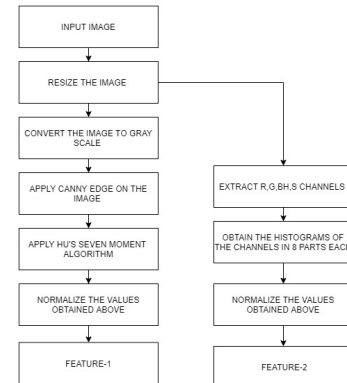 INPUT IMAGE
RESIZE THE IMAGE
CONVERT THE IMAGE TO GRAY
SCALE
APPLY CANNY EDGE ON THE
IMAGE
APPLY HU'S SEVEN MOMENT
ALGORITHM
NORMALIZE THE VALUES
OBTAINED ABOVE
FEATURE-1
EXTRACT R,G,BH,S CHANNELS
OBTAIN THE HISTOGRAMS OF
THE CHANNELS IN 8 PARTS EACH
NORMALIZE THE VALUES
OBTAINED ABOVE
FEATURE-2